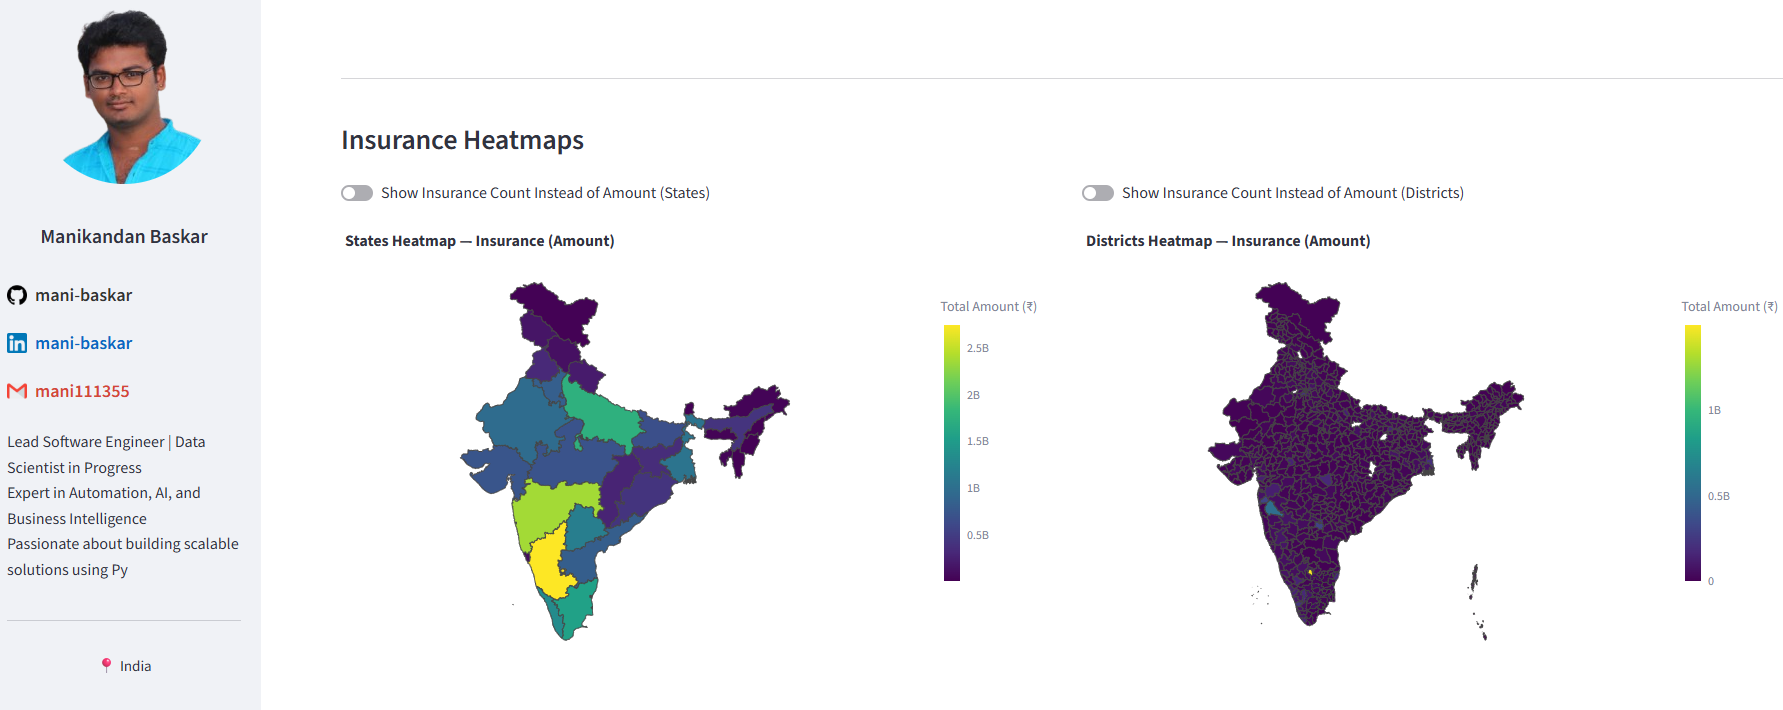 Manikandan Baskar
mani-baskar
mani-baskar
mani111355
Lead Software Engineer | Data
Scientist in Progress
Expert in Automation, AI, and
Business Intelligence
Passionate about building scalable
solutions using Py
India
Insurance Heatmaps
Show Insurance Count Instead of Amount (States)
States Heatmap — Insurance (Amount)
Total Amount (₹)
2.5B
2B
1.5B
1B
0.5B
Show Insurance Count Instead of Amount (Districts)
Districts Heatmap — Insurance (Amount)
Total Amount (₹)
1B
0.5B
0